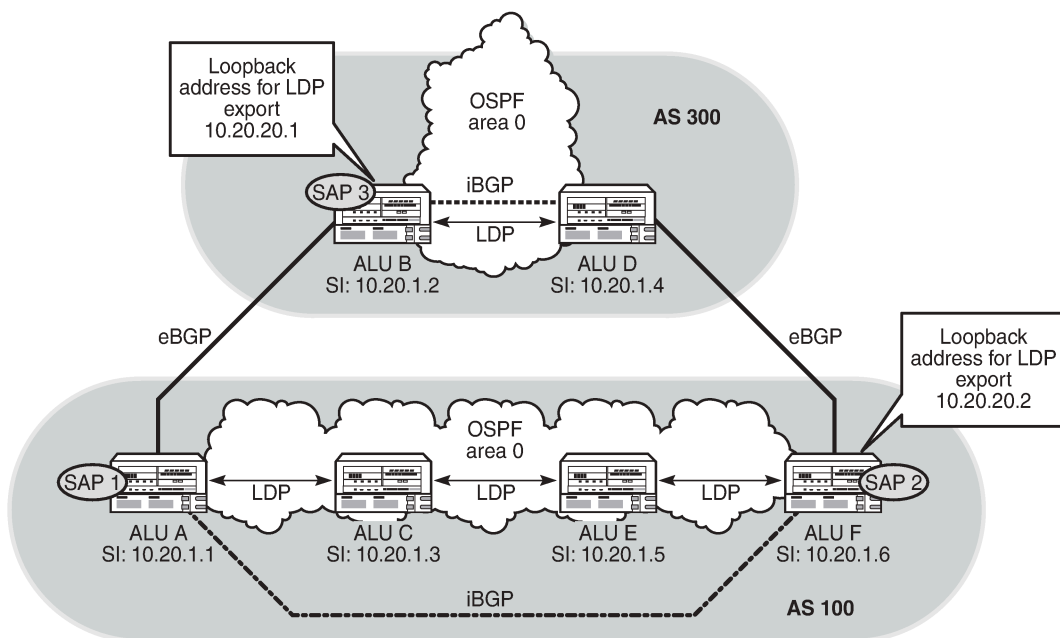 Loopback
address for LDP
export
10.20.20.1
OSPF
area 0
AS 300
SAP 3
iBGP
LDP
ALU B
SI: 10.20.1.2
ALU D
SI: 10.20.1.4
eBGP
eBGP
Loopback
address for LDP
export
10.20.20.2
OSPF
area 0
SAP 1
LDP
LDP
LDP
SAP 2
ALU A
SI: 10.20.1.1
ALU C
SI: 10.20.1.3
ALU E
SI: 10.20.1.5
ALU F
SI: 10.20.1.6
iBGP
AS 100